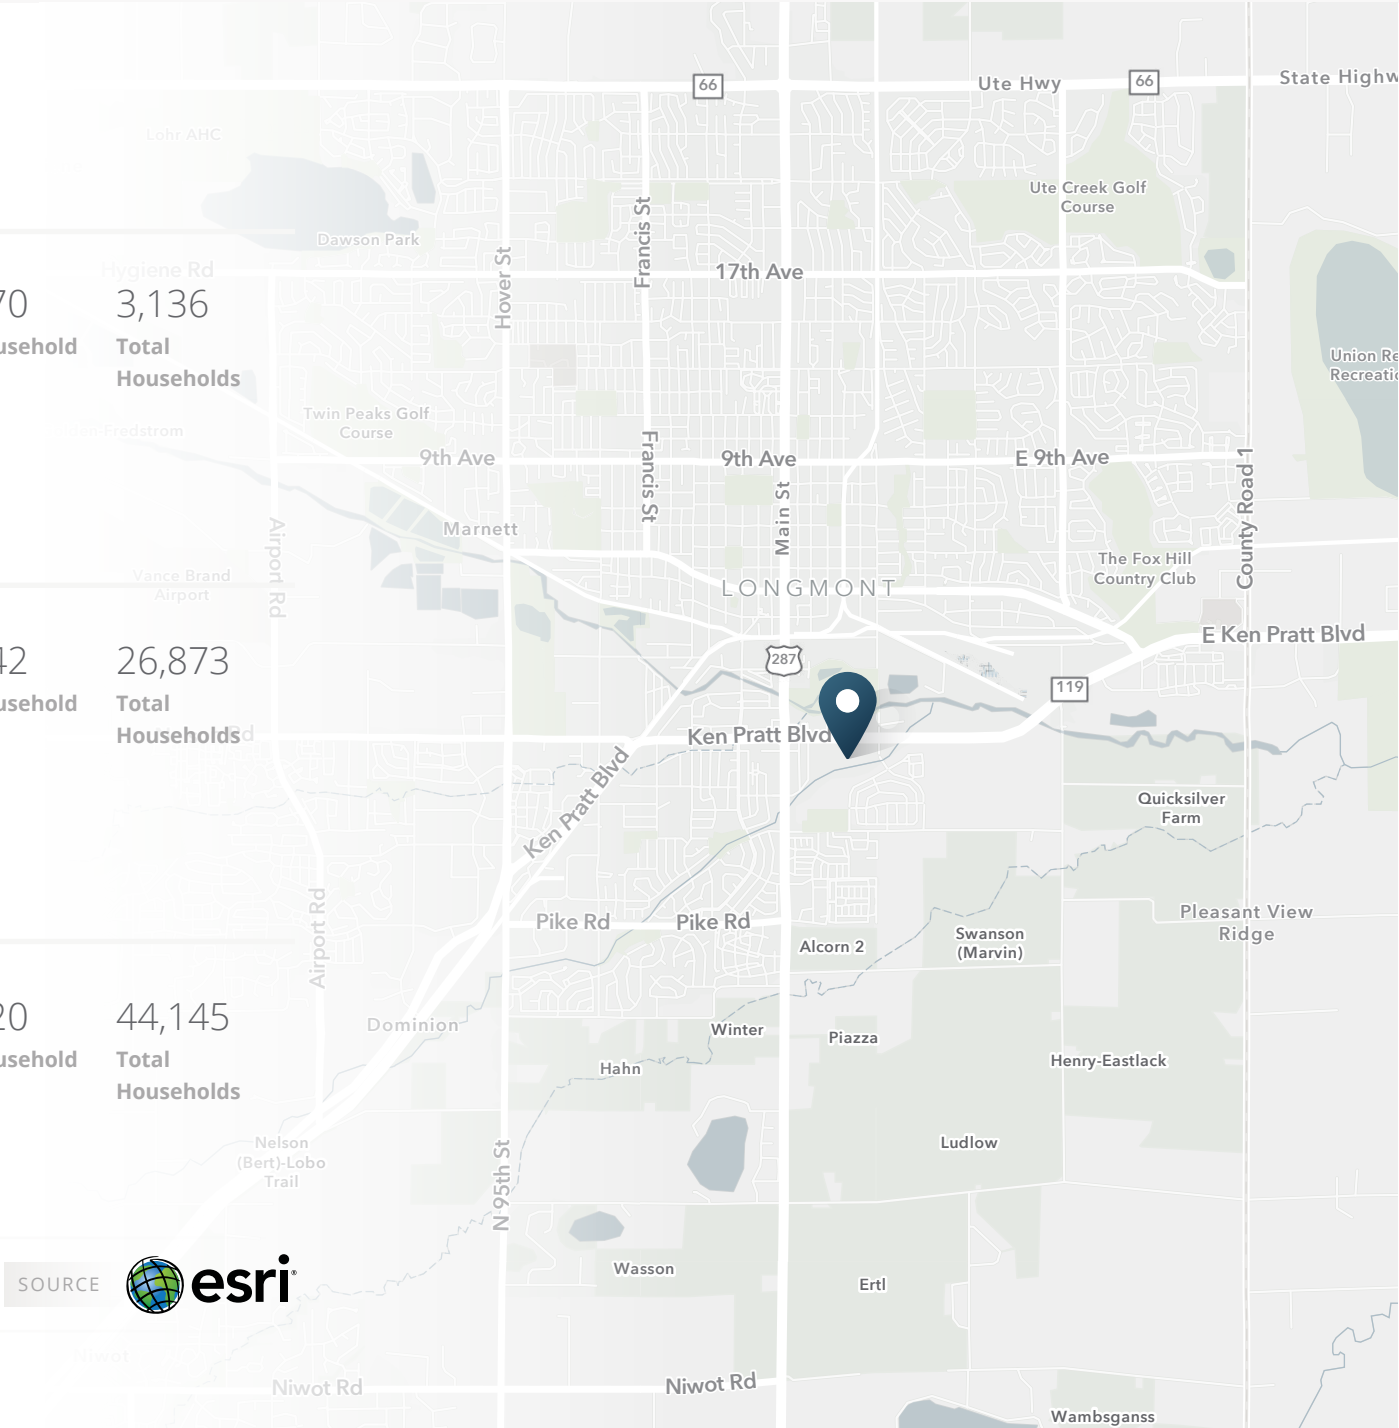 66
Ute Hwy
66
State Highw
Lohr AHC
Ute Creek Golf
Course
Francis St
Dawson Park
Hover St
Hygiene Rd
17th Ave
70
3,136
usehold
Total
Households
Union Re
Recreatio
Twin Peaks Golf
Course
Fredstrom
9th Ave
9th Ave
E 9th Ave
Francis St
Main St
County Road 1
Marnett
Airport Rd
The Fox Hill
Country Club
Vance Brand
Airport
LONGMONT
E Ken Pratt Blvd
287
42
26,873
usehold
Total
Households
Rd
119
Ken Pratt Blvd
Ken Pratt Blvd
Quicksilver
Farm
Airport Rd
Pike Rd
Pike Rd
Pleasant View
Ridge
Alcorn 2
Swanson
(Marvin)
20
44,145
usehold
Total
Households
Dominion
Winter
Piazza
Hahn
Henry-Eastlack
Nelson
(Bert)-Lobo
Trail
Ludlow
N 95th St
Wasson
Ertl
SOURCE
esri®
Niwot
Niwot Rd
Niwot Rd
Wambsganss